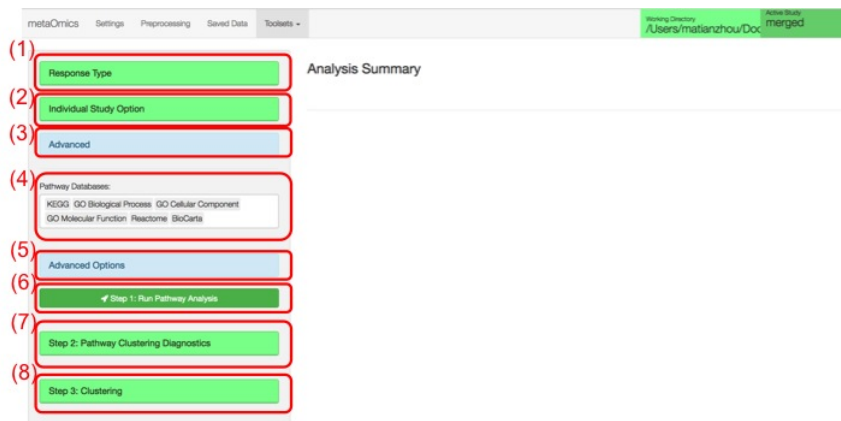 metaOmics Settings Preprocessing Saved Data Toolsets
Working Directory
/Users/matianzhou/Doc
Active Study
merged
(1)
Response Type
Analysis Summary
(2)
Individual Study Option
(3)
Advanced
(4)
Pathway Databases:
KEGG GO Biological Process GO Cellular Component
GO Molecular Function Reactome BioCarta
(5)
Advanced Options
(6)
Step 1: Run Pathway Analysis
(7)
Step 2: Pathway Clustering Diagnostics
(8)
Step 3: Clustering